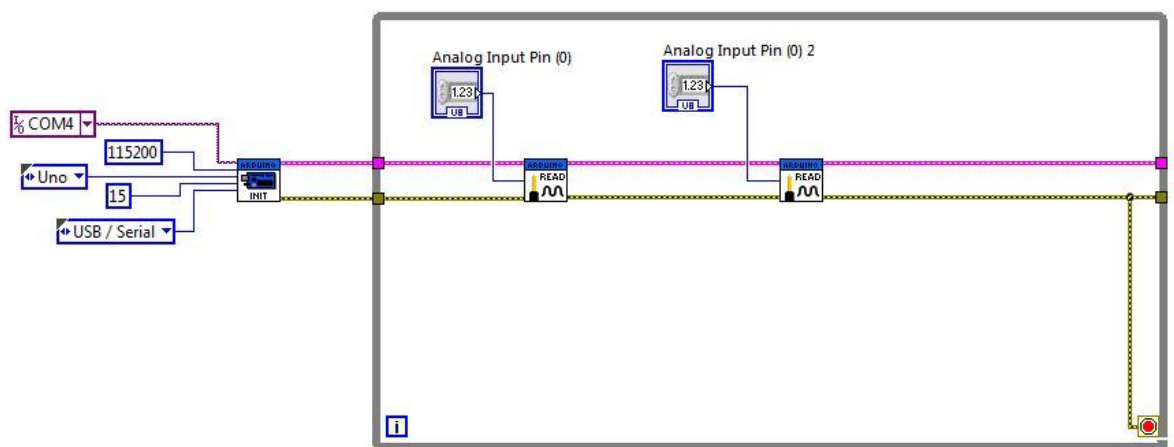 Analog Input Pin (0)
Analog Input Pin (0) 2
1.23
U8
1.23
U8
I/O COM4
115200
Uno
15
USB / Serial
ARDUINO
INIT
ARDUINO
READ
ARDUINO
READ
i